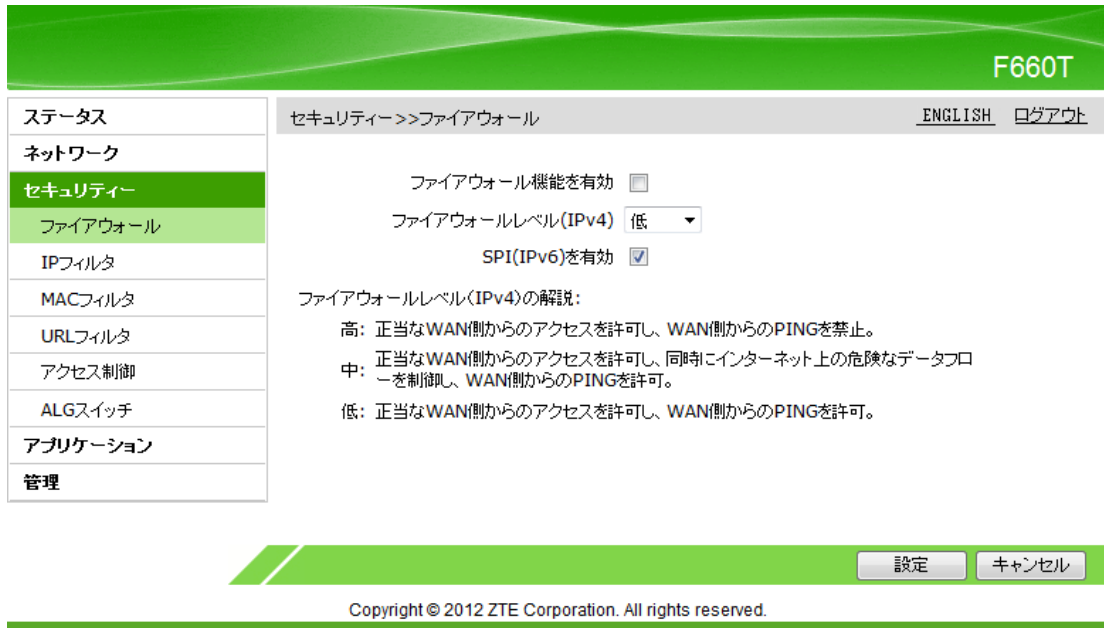 F660T
ステータス
ネットワーク
セキュリティー
ファイアウォール
IPフィルタ
MACフィルタ
URLフィルタ
アクセス制御
ALGスイッチ
アプリケーション
管理
セキュリティー>>ファイアウォール
ENGLISH ログアウト
ファイアウォール機能を有効
ファイアウォールレベル(IPv4) 低
SPI(IPv6)を有効
ファイアウォールレベル(IPv4)の解説:
高: 正当なWAN側からのアクセスを許可し、WAN側からのPINGを禁止。
中: 正当なWAN側からのアクセスを許可し、同時にインターネット上の危険なデータフロ
ーを制御し、WAN側からのPINGを許可。
低: 正当なWAN側からのアクセスを許可し、WAN側からのPINGを許可。
設定 キャンセル
Copyright © 2012 ZTE Corporation. All rights reserved.